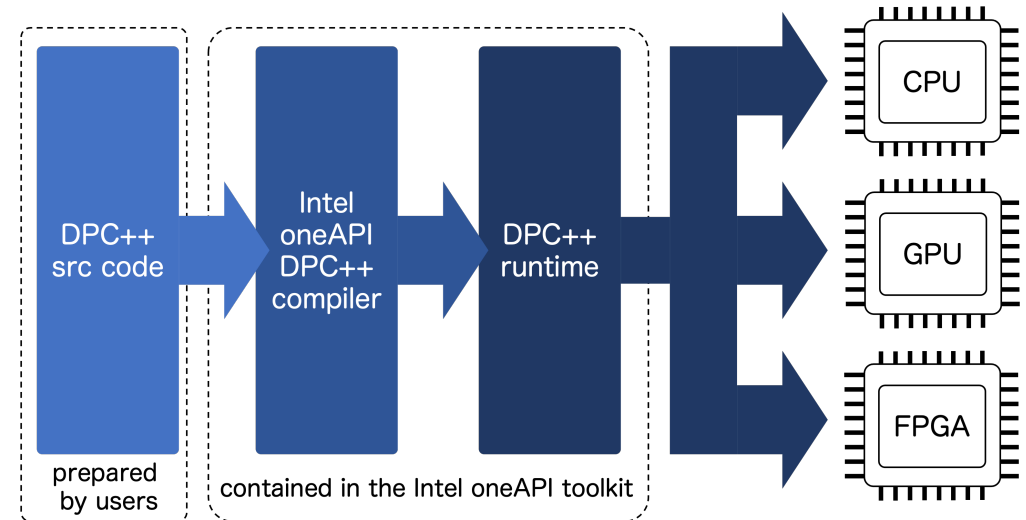 DPC++
src code
Intel
oneAPI
DPC++
compiler
DPC++
runtime
CPU
GPU
FPGA
prepared
by users
contained in the Intel oneAPI toolkit